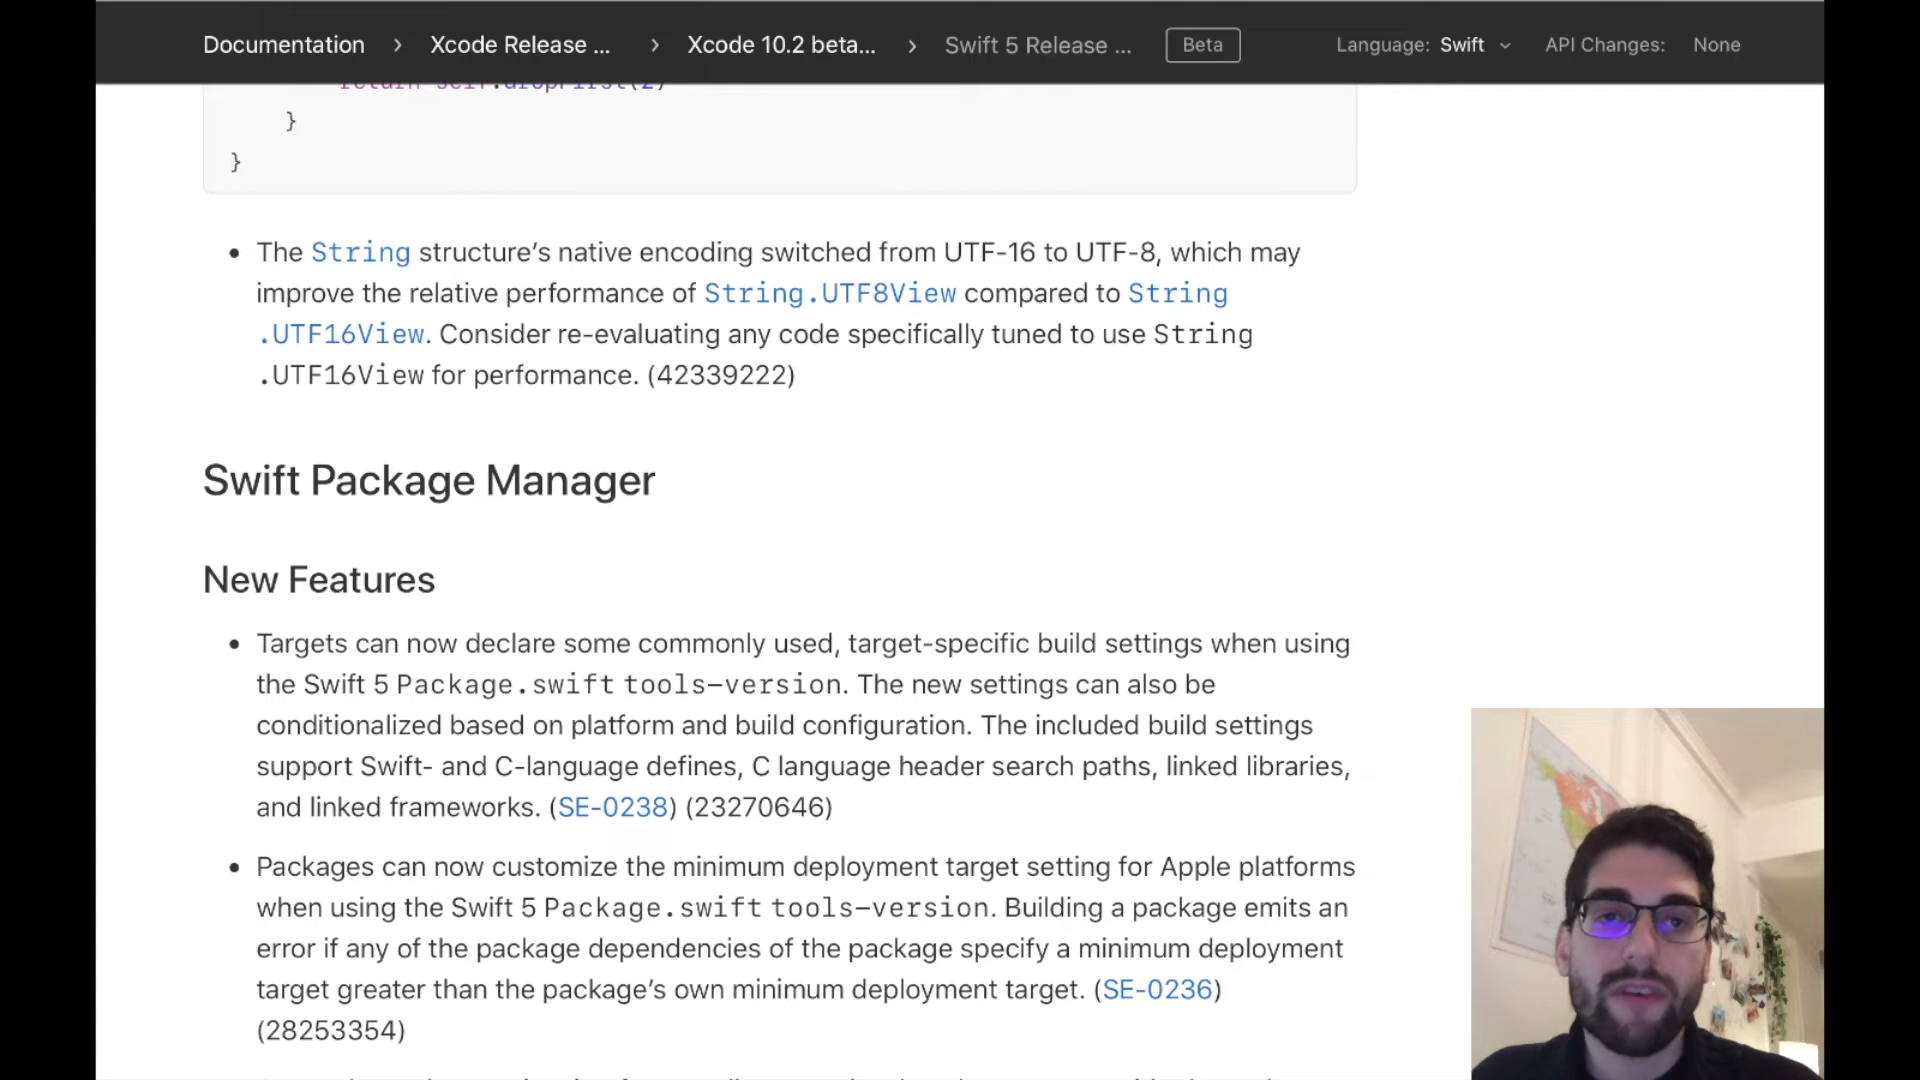 Documentation › Xcode Release ... › Xcode 10.2 beta... › Swift 5 Release ... Beta Language: Swift API Changes: None
return self.dropFirst(2)
}
}
• The String structure’s native encoding switched from UTF-16 to UTF-8, which may
improve the relative performance of String.UTF8View compared to String
.UTF16View. Consider re-evaluating any code specifically tuned to use String
.UTF16View for performance. (42339222)
Swift Package Manager
New Features
• Targets can now declare some commonly used, target-specific build settings when using
the Swift 5 Package.swift tools-version. The new settings can also be
conditionalized based on platform and build configuration. The included build settings
support Swift- and C-language defines, C language header search paths, linked libraries,
and linked frameworks. (SE-0238) (23270646)
• Packages can now customize the minimum deployment target setting for Apple platforms
when using the Swift 5 Package.swift tools-version. Building a package emits an
error if any of the package dependencies of the package specify a minimum deployment
target greater than the package’s own minimum deployment target. (SE-0236)
(28253354)